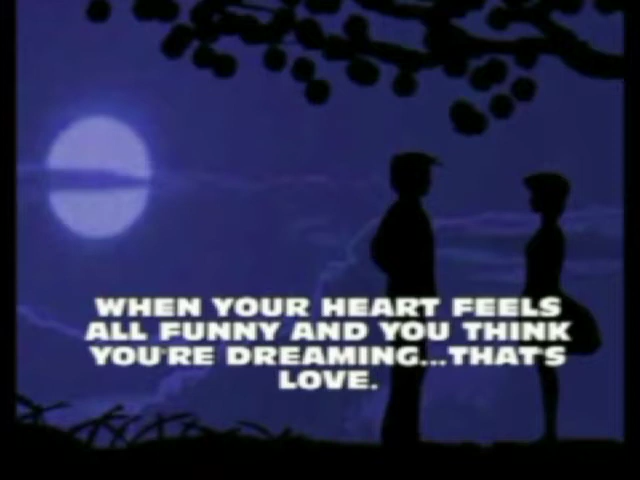 WHEN YOUR HEART FEELS
ALL FUNNY AND YOU THINK
YOU'RE DREAMING...THAT'S
LOVE.